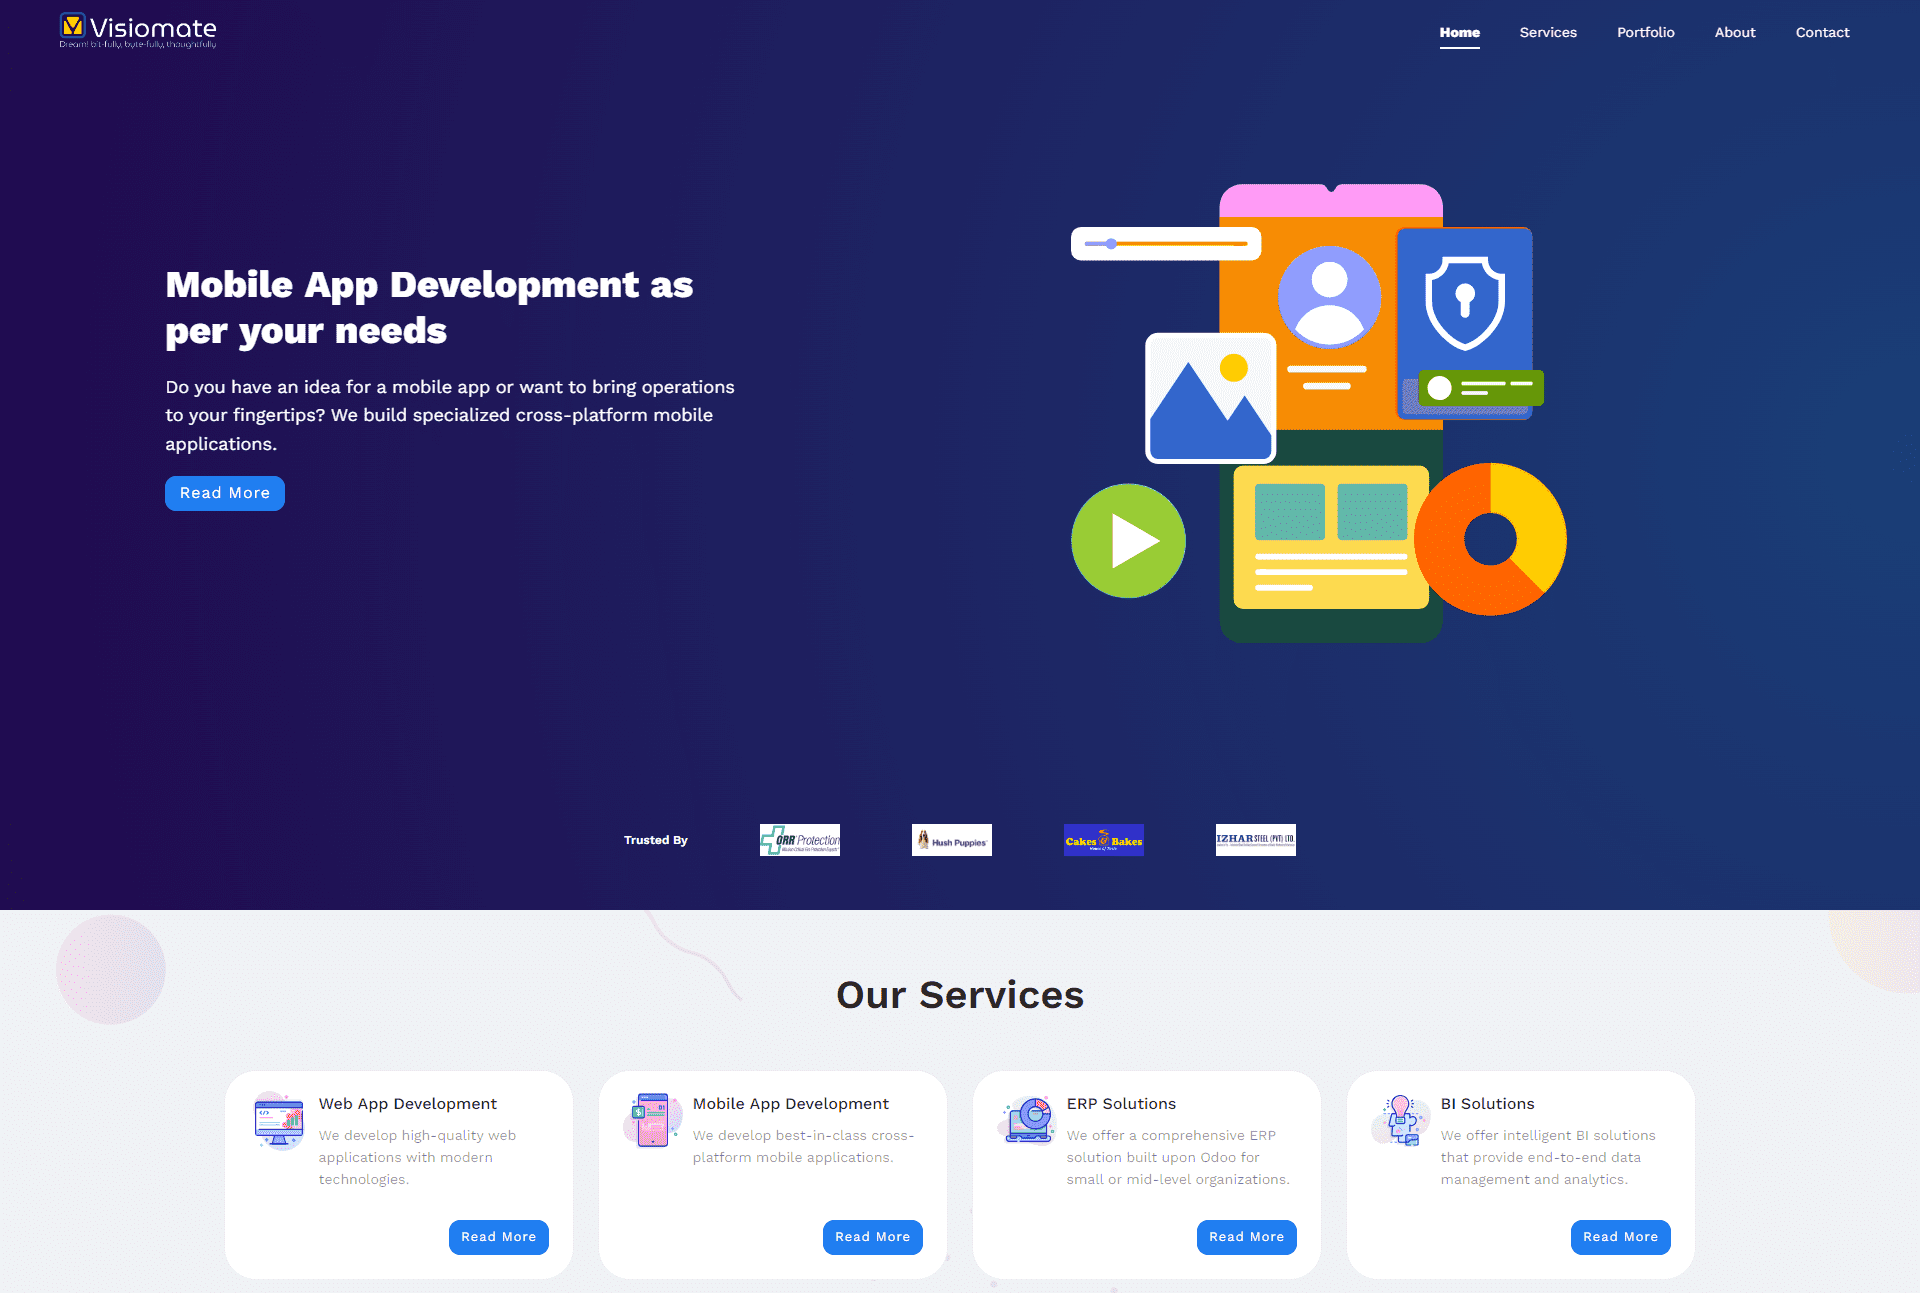 Visiomate
Dream! bit-fully, byte-fully, thoughtfully
Home Services Portfolio About Contact
Mobile App Development as
per your needs
Do you have an idea for a mobile app or want to bring operations
to your fingertips? We build specialized cross-platform mobile
applications.
Read More
Trusted By
ORR Protection
Hush Puppies
Cakes & Bakes
IZHAR STEEL (PVT) LTD.
Our Services
Web App Development
We develop high-quality web
applications with modern
technologies.
Read More
Mobile App Development
We develop best-in-class cross-
platform mobile applications.
Read More
ERP Solutions
We offer a comprehensive ERP
solution built upon Odoo for
small or mid-level organizations.
Read More
BI Solutions
We offer intelligent BI solutions
that provide end-to-end data
management and analytics.
Read More